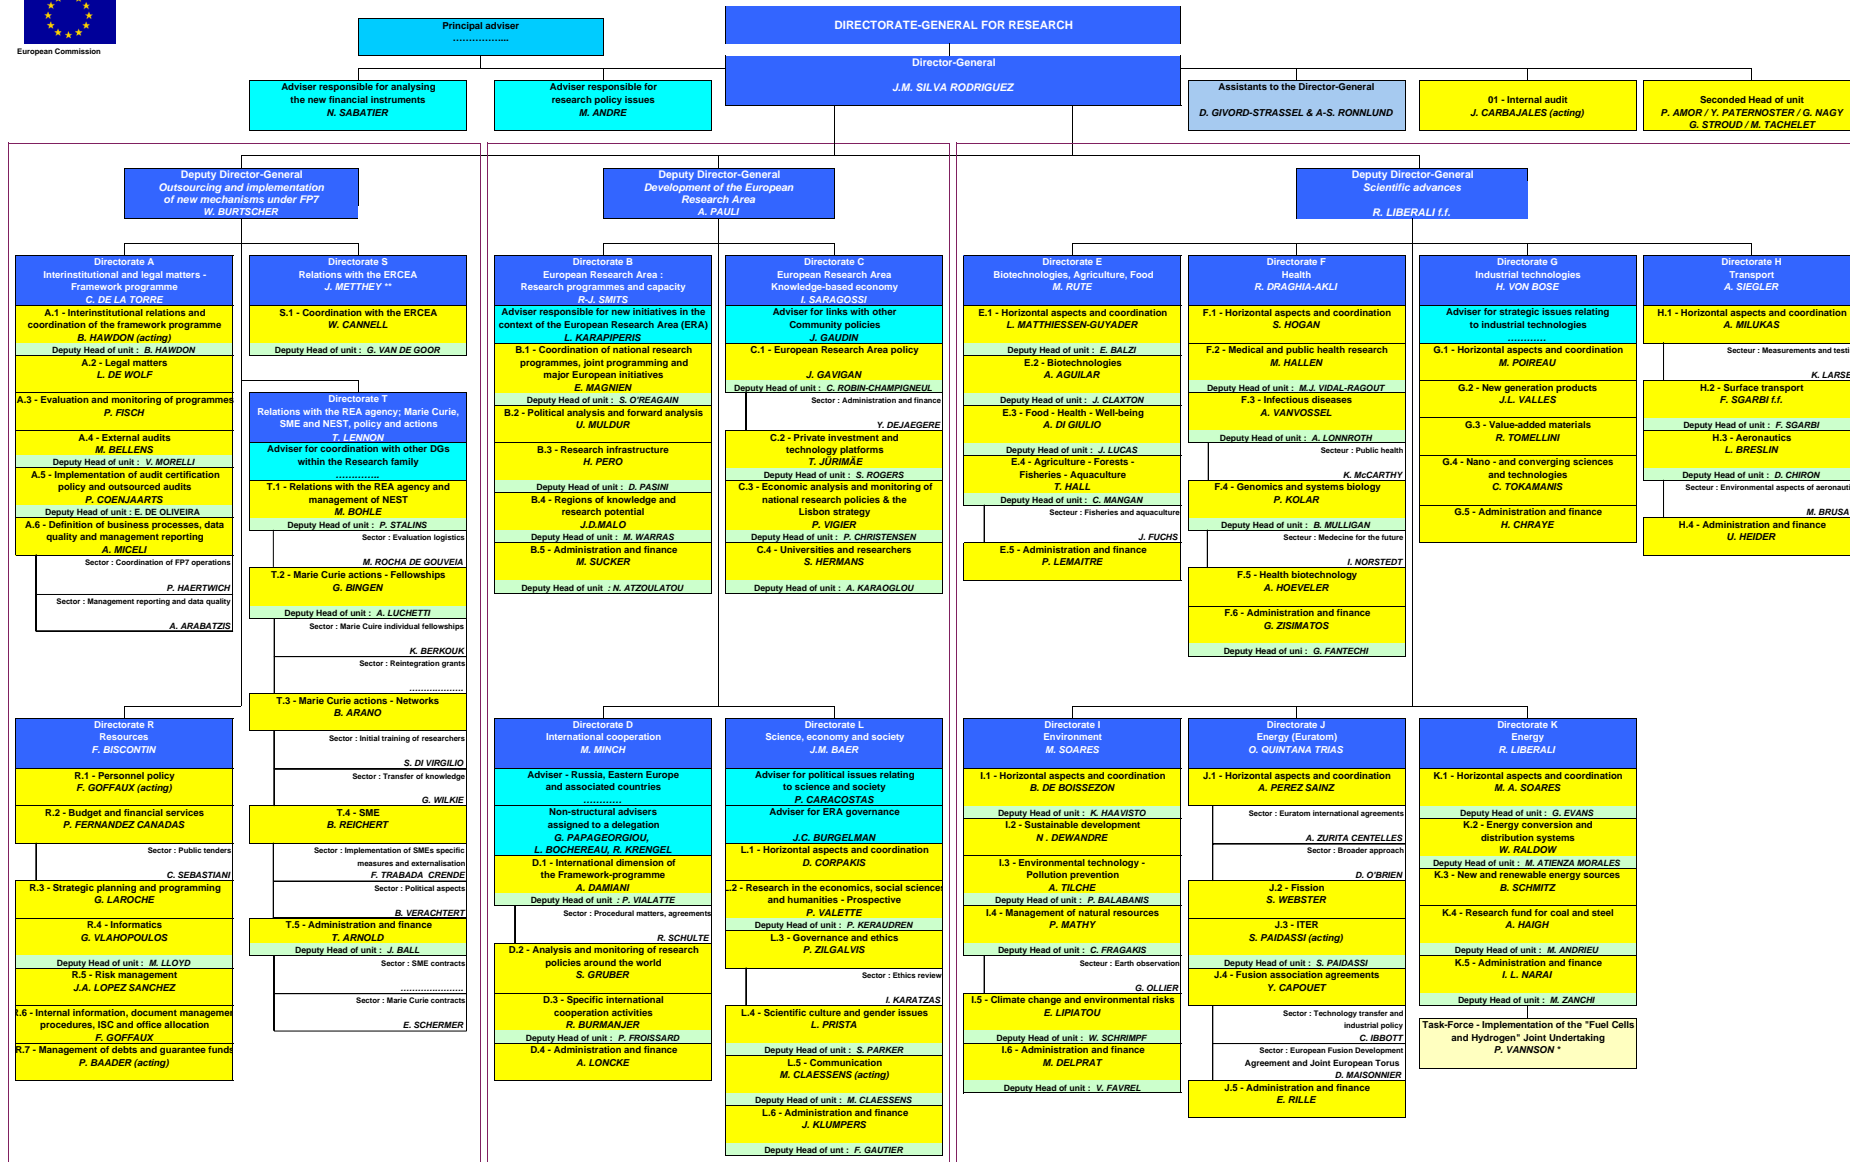 European Commission
Principal adviser
……………....
DIRECTORATE-GENERAL FOR RESEARCH
Director-General
J.M. SILVA RODRIGUEZ
Adviser responsible for analysing
the new financial instruments
N. SABATIER
Adviser responsible for
research policy issues
M. ANDRE
Assistants to the Director-General
D. GIVORD-STRASSEL & A-S. RONNLUND
01 - Internal audit
J. CARBAJALES (acting)
Seconded Head of unit
P. AMOR / Y. PATERNOSTER / G. NAGY
G. STROUD / M. TACHELET
Deputy Director-General
Outsourcing and implementation
of new mechanisms under FP7
W. BURTSCHER
Deputy Director-General
Development of the European
Research Area
A. PAULI
Deputy Director-General
Scientific advances
R. LIBERALI f.f.
Directorate A
Interinstitutional and legal matters -
Framework programme
C. DE LA TORRE
A.1 - Interinstitutional relations and
coordination of the framework programme
B. HAWDON (acting)
Deputy Head of unit : B. HAWDON
A.2 - Legal matters
L. DE WOLF
A.3 - Evaluation and monitoring of programmes
P. FISCH
A.4 - External audits
M. BELLENS
Deputy Head of unit : V. MORELLI
A.5 - Implementation of audit certification
policy and outsourced audits
P. COENJAARTS
Deputy Head of unit : E. DE OLIVEIRA
A.6 - Definition of business processes, data
quality and management reporting
A. MICELI
Sector : Coordination of FP7 operations
P. HAERTWICH
Sector : Management reporting and data quality
A. ARABATZIS
Directorate S
Relations with the ERCEA
J. METTHEY **
S.1 - Coordination with the ERCEA
W. CANNELL
Deputy Head of unit : G. VAN DE GOOR
Directorate T
Relations with the REA agency; Marie Curie,
SME and NEST, policy and actions
T. LENNON
Adviser for coordination with other DGs
within the Research family
…………..
T.1 - Relations with the REA agency and
management of NEST
M. BOHLE
Deputy Head of unit : P. STALINS
Sector : Evaluation logistics
M. ROCHA DE GOUVEIA
T.2 - Marie Curie actions - Fellowships
G. BINGEN
Deputy Head of unit : A. LUCHETTI
Sector : Marie Cuire individual fellowships
K. BERKOUK
Sector : Reintegration grants
………………..
T.3 - Marie Curie actions - Networks
B. ARANO
Sector : Initial training of researchers
S. DI VIRGILIO
Sector : Transfer of knowledge
G. WILKIE
T.4 - SME
B. REICHERT
Sector : Implementation of SMEs specific
measures and externalisation
F. TRABADA CRENDE
Sector : Political aspects
B. VERACHTERT
T.5 - Administration and finance
T. ARNOLD
Deputy Head of unit : J. BALL
Sector : SME contracts
…………………..
Sector : Marie Curie contracts
E. SCHERMER
Directorate B
European Research Area :
Research programmes and capacity
R-J. SMITS
Adviser responsible for new initiatives in the
context of the European Research Area (ERA)
L. KARAPIPERIS
B.1 - Coordination of national research
programmes, joint programming and
major European initiatives
E. MAGNIEN
Deputy Head of unit : S. O'REAGAIN
B.2 - Political analysis and forward analysis
U. MULDUR
B.3 - Research infrastructure
H. PERO
Deputy Head of unit : D. PASINI
B.4 - Regions of knowledge and
research potential
J.D.MALO
Deputy Head of unit : M. WARRAS
B.5 - Administration and finance
M. SUCKER
Deputy Head of unit : N. ATZOULATOU
Directorate C
European Research Area
Knowledge-based economy
I. SARAGOSSI
Adviser for links with other
Community policies
J. GAUDIN
C.1 - European Research Area policy
J. GAVIGAN
Deputy Head of unit : C. ROBIN-CHAMPIGNEUL
Sector : Administration and finance
Y. DEJAEGERE
C.2 - Private investment and
technology platforms
T. JÜRIMÄE
Deputy Head of unit : S. ROGERS
C.3 - Economic analysis and monitoring of
national research policies & the
Lisbon strategy
P. VIGIER
Deputy Head of unit : P. CHRISTENSEN
C.4 - Universities and researchers
S. HERMANS
Deputy Head of unit : A. KARAOGLOU
Directorate E
Biotechnologies, Agriculture, Food
M. RUTE
E.1 - Horizontal aspects and coordination
L. MATTHIESSEN-GUYADER
Deputy Head of unit : E. BALZI
E.2 - Biotechnologies
A. AGUILAR
Deputy Head of unit : J. CLAXTON
E.3 - Food - Health - Well-being
A. DI GIULIO
Deputy Head of unit : J. LUCAS
E.4 - Agriculture - Forests -
Fisheries - Aquaculture
T. HALL
Deputy Head of unit : C. MANGAN
Secteur : Fisheries and aquaculture
J. FUCHS
E.5 - Administration and finance
P. LEMAITRE
Directorate F
Health
R. DRAGHIA-AKLI
F.1 - Horizontal aspects and coordination
S. HOGAN
F.2 - Medical and public health research
M. HALLEN
Deputy Head of unit : M.J. VIDAL-RAGOUT
F.3 - Infectious diseases
A. VANVOSSEL
Deputy Head of unit : A. LONNROTH
Secteur : Public health
K. McCARTHY
F.4 - Genomics and systems biology
P. KOLAR
Deputy Head of unit : B. MULLIGAN
Secteur : Medecine for the future
I. NORSTEDT
F.5 - Health biotechnology
A. HOEVELER
F.6 - Administration and finance
G. ZISIMATOS
Deputy Head of uni : G. FANTECHI
Directorate G
Industrial technologies
H. VON BOSE
Adviser for strategic issues relating
to industrial technologies
…………
G.1 - Horizontal aspects and coordination
M. POIREAU
G.2 - New generation products
J.L. VALLES
G.3 - Value-added materials
R. TOMELLINI
G.4 - Nano - and converging sciences
and technologies
C. TOKAMANIS
G.5 - Administration and finance
H. CHRAYE
Directorate H
Transport
A. SIEGLER
H.1 - Horizontal aspects and coordination
A. MILUKAS
Secteur : Measurements and testi
K. LARSE
H.2 - Surface transport
F. SGARBI f.f.
Deputy Head of unit : F. SGARBI
H.3 - Aeronautics
L. BRESLIN
Deputy Head of unit : D. CHIRON
Secteur : Environmental aspects of aeronauti
M. BRUSA
H.4 - Administration and finance
U. HEIDER
Directorate R
Resources
F. BISCONTIN
R.1 - Personnel policy
F. GOFFAUX (acting)
R.2 - Budget and financial services
P. FERNANDEZ CANADAS
Sector : Public tenders
C. SEBASTIANI
R.3 - Strategic planning and programming
G. LAROCHE
R.4 - Informatics
G. VLAHOPOULOS
Deputy Head of unit : M. LLOYD
R.5 - Risk management
J.A. LOPEZ SANCHEZ
R.6 - Internal information, document managemen
procedures, ISC and office allocation
F. GOFFAUX
R.7 - Management of debts and guarantee funds
P. BAADER (acting)
Directorate D
International cooperation
M. MINCH
Adviser - Russia, Eastern Europe
and associated countries
…………
Non-structural advisers
assigned to a delegation
G. PAPAGEORGIOU,
L. BOCHEREAU, R. KRENGEL
D.1 - International dimension of
the Framework-programme
A. DAMIANI
Deputy Head of unit : P. VIALATTE
Sector : Procedural matters, agreements
R. SCHULTE
D.2 - Analysis and monitoring of research
policies around the world
S. GRUBER
D.3 - Specific international
cooperation activities
R. BURMANJER
Deputy Head of unit : P. FROISSARD
D.4 - Administration and finance
A. LONCKE
Directorate L
Science, economy and society
J.M. BAER
Adviser for political issues relating
to science and society
P. CARACOSTAS
Adviser for ERA governance
J.C. BURGELMAN
L.1 - Horizontal aspects and coordination
D. CORPAKIS
L.2 - Research in the economics, social sciences
and humanities - Prospective
P. VALETTE
Deputy Head of unit : P. KERAUDREN
L.3 - Governance and ethics
P. ZILGALVIS
Sector : Ethics review
I. KARATZAS
L.4 - Scientific culture and gender issues
L. PRISTA
Deputy Head of unit : S. PARKER
L.5 - Communication
M. CLAESSENS (acting)
Deputy Head of unit : M. CLAESSENS
L.6 - Administration and finance
J. KLUMPERS
Deputy Head of unt : F. GAUTIER
Directorate I
Environment
M. SOARES
I.1 - Horizontal aspects and coordination
B. DE BOISSEZON
Deputy Head of unit : K. HAAVISTO
I.2 - Sustainable development
N . DEWANDRE
I.3 - Environmental technology -
Pollution prevention
A. TILCHE
Deputy Head of unit : P. BALABANIS
I.4 - Management of natural resources
P. MATHY
Deputy Head of unit : C. FRAGAKIS
Secteur : Earth observation
G. OLLIER
I.5 - Climate change and environmental risks
E. LIPIATOU
Deputy Head of unit : W. SCHRIMPF
I.6 - Administration and finance
M. DELPRAT
Deputy Head of unit : V. FAVREL
Directorate J
Energy (Euratom)
O. QUINTANA TRIAS
J.1 - Horizontal aspects and coordination
A. PEREZ SAINZ
Sector : Euratom international agreements
A. ZURITA CENTELLES
Sector : Broader approach
D. O'BRIEN
J.2 - Fission
S. WEBSTER
J.3 - ITER
S. PAIDASSI (acting)
Deputy Head of unit : S. PAIDASSI
J.4 - Fusion association agreements
Y. CAPOUET
Sector : Technology transfer and
industrial policy
C. IBBOTT
Sector : European Fusion Development
Agreement and Joint European Torus
D. MAISONNIER
J.5 - Administration and finance
E. RILLE
Directorate K
Energy
R. LIBERALI
K.1 - Horizontal aspects and coordination
M. A. SOARES
Deputy Head of unit : G. EVANS
K.2 - Energy conversion and
distribution systems
W. RALDOW
Deputy Head of unit : M. ATIENZA MORALES
K.3 - New and renewable energy sources
B. SCHMITZ
K.4 - Research fund for coal and steel
A. HAIGH
Deputy Head of unit : M. ANDRIEU
K.5 - Administration and finance
I. L. NARAI
Deputy Head of unit : M. ZANCHI
Task-Force - Implementation of the "Fuel Cells
and Hydrogen" Joint Undertaking
P. VANNSON *